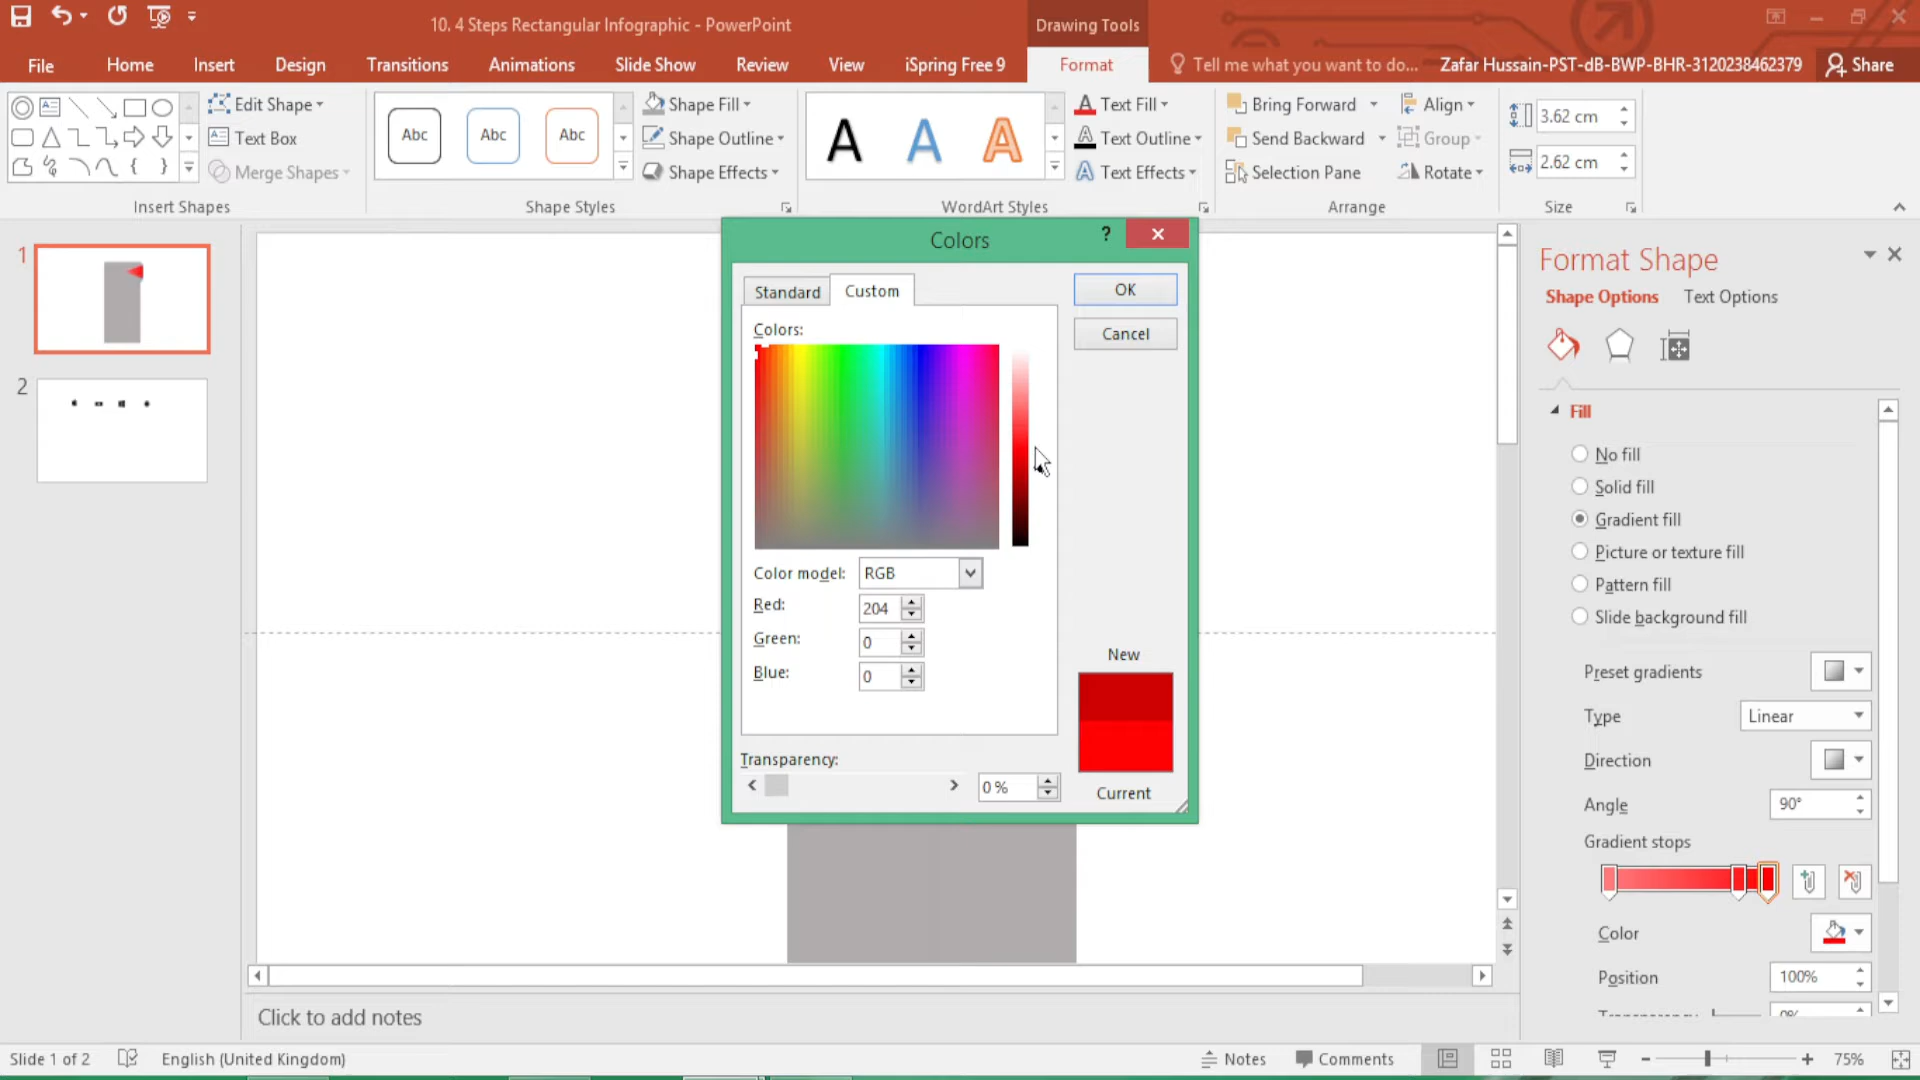 10. 4 Steps Rectangular Infographic - PowerPoint
Drawing Tools
File
Home
Insert
Design
Transitions
Animations
Slide Show
Review
View
iSpring Free 9
Format
Tell me what you want to do...
Zafar Hussain-PST-dB-BWP-BHR-3120238462379
Share
Edit Shape
Text Box
Merge Shapes
Insert Shapes
Abc
Abc
Abc
Shape Fill
Shape Outline
Shape Effects
Shape Styles
A
A
A
Text Fill
Text Outline
Text Effects
WordArt Styles
Bring Forward
Send Backward
Selection Pane
Align
Group
Rotate
Arrange
3.62 cm
2.62 cm
Size
1
2
Colors
?
Standard
Custom
OK
Cancel
Colors:
Color model:
RGB
Red:
204
Green:
0
Blue:
0
New
Current
Transparency:
0 %
Format Shape
Shape Options
Text Options
Fill
No fill
Solid fill
Gradient fill
Picture or texture fill
Pattern fill
Slide background fill
Preset gradients
Type
Linear
Direction
Angle
90°
Gradient stops
Color
Position
100%
Transparency
0%
Click to add notes
Slide 1 of 2
English (United Kingdom)
Notes
Comments
75%